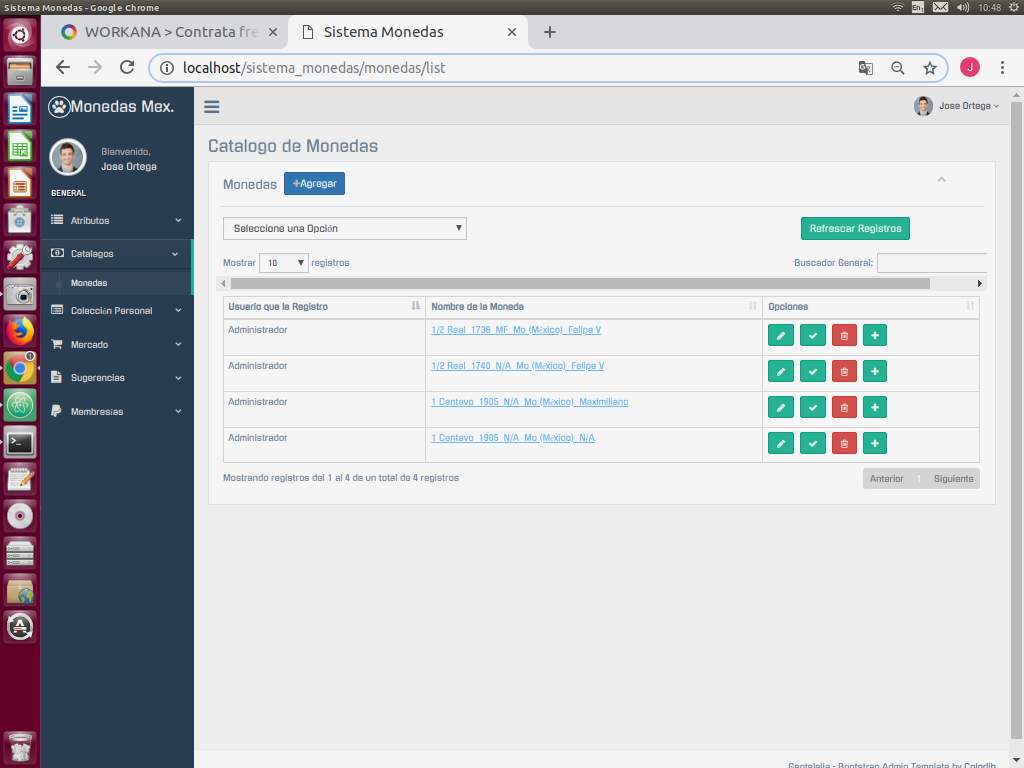 Sistema Monedas - Google Chrome
En1
10:48
WORKANA > Contrata fre
Sistema Monedas
localhost/sistema_monedas/monedas/list
J
Monedas Mex.
Jose Ortega
Bienvenido,
Jose Ortega
GENERAL
Atributos
Catalagos
Monedas
Colección Personal
Mercado
Sugerencias
Membresias
Catalogo de Monedas
Monedas
+Agregar
Seleccione una Opción
Refrescar Registros
Mostrar 10 registros
Buscador General:
Usuario que la Registro
Nombre de la Moneda
Opciones
Administrador
1/2 Real_1736_MF_Mo (México)_Felipe V
Administrador
1/2 Real_1740_N/A_Mo (México)_Felipe V
Administrador
1 Centavo_1905_N/A_Mo (México)_Maximiliano
Administrador
1 Centavo_1905_N/A_Mo (México)_N/A
Mostrando registros del 1 al 4 de un total de 4 registros
Anterior 1 Siguiente
Gentelella - Bootstrap Admin Template by Colorlib